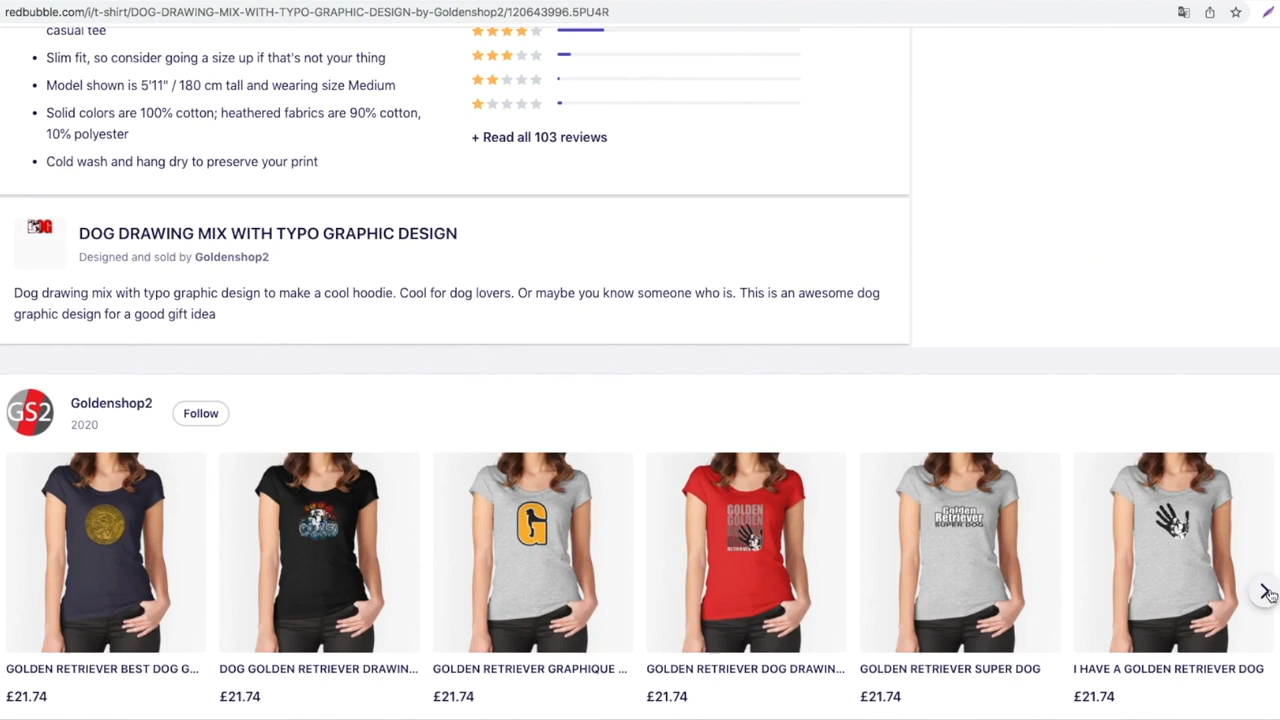 redbubble.com/i/t-shirt/DOG-DRAWING-MIX-WITH-TYPO-GRAPHIC-DESIGN-by-Goldenshop2/120643996.5PU4R
casual tee
• Slim fit, so consider going a size up if that's not your thing
• Model shown is 5'11" / 180 cm tall and wearing size Medium
• Solid colors are 100% cotton; heathered fabrics are 90% cotton,
10% polyester
• Cold wash and hang dry to preserve your print
+ Read all 103 reviews
DOG DRAWING MIX WITH TYPO GRAPHIC DESIGN
Designed and sold by Goldenshop2
Dog drawing mix with typo graphic design to make a cool hoodie. Cool for dog lovers. Or maybe you know someone who is. This is an awesome dog
graphic design for a good gift idea
GS2
Goldenshop2
2020
Follow
G
GOLDEN
GOLDEN
Golden
Retriever
SUPER DOG
GOLDEN RETRIEVER BEST DOG G...
£21.74
DOG GOLDEN RETRIEVER DRAWIN...
£21.74
GOLDEN RETRIEVER GRAPHIQUE ...
£21.74
GOLDEN RETRIEVER DOG DRAWIN...
£21.74
GOLDEN RETRIEVER SUPER DOG
£21.74
I HAVE A GOLDEN RETRIEVER DOG
£21.74